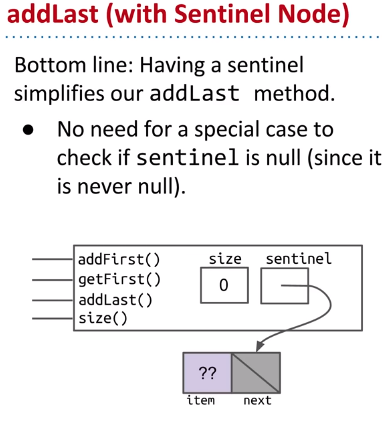 addLast (with Sentinel Node)
Bottom line: Having a sentinel
simplifies our addLast method.
● No need for a special case to
check if sentinel is null (since it
is never null).
addFirst()
getFirst()
addLast()
size()
size sentinel
0
??
item next